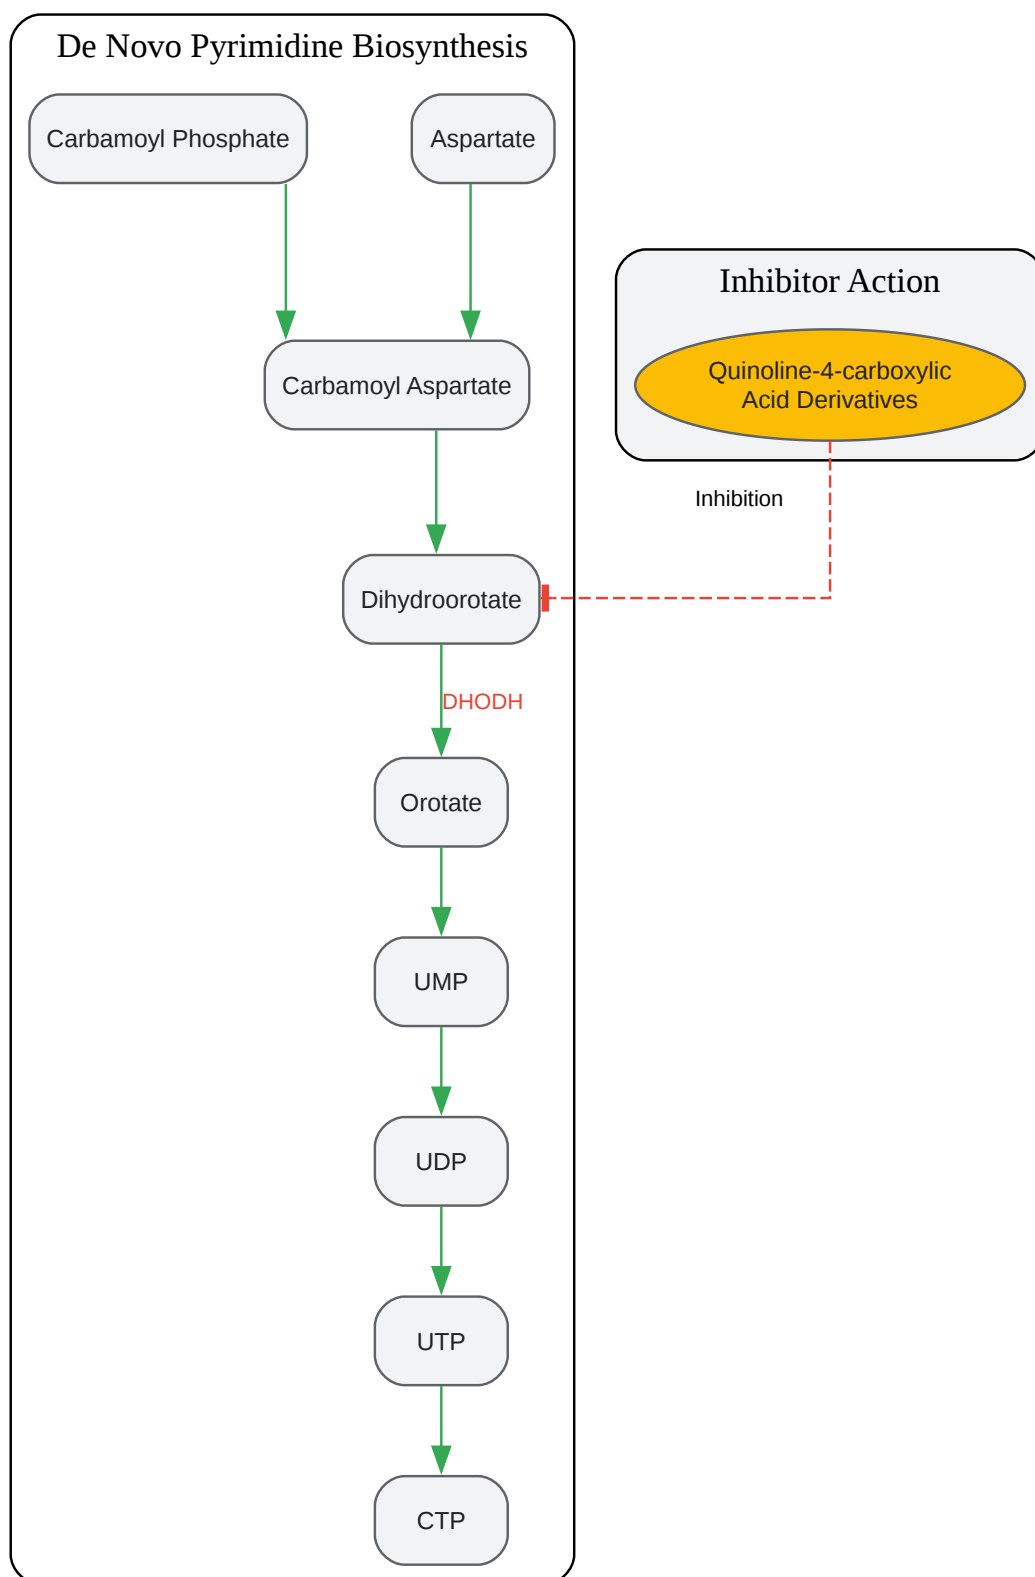 De Novo Pyrimidine Biosynthesis
Carbamoyl Phosphate
Aspartate
Inhibitor Action
Quinoline-4-carboxylic
Acid Derivatives
Carbamoyl Aspartate
Inhibition
Dihydroorotate
DHODH
Orotate
UMP
UDP
UTP
CTP